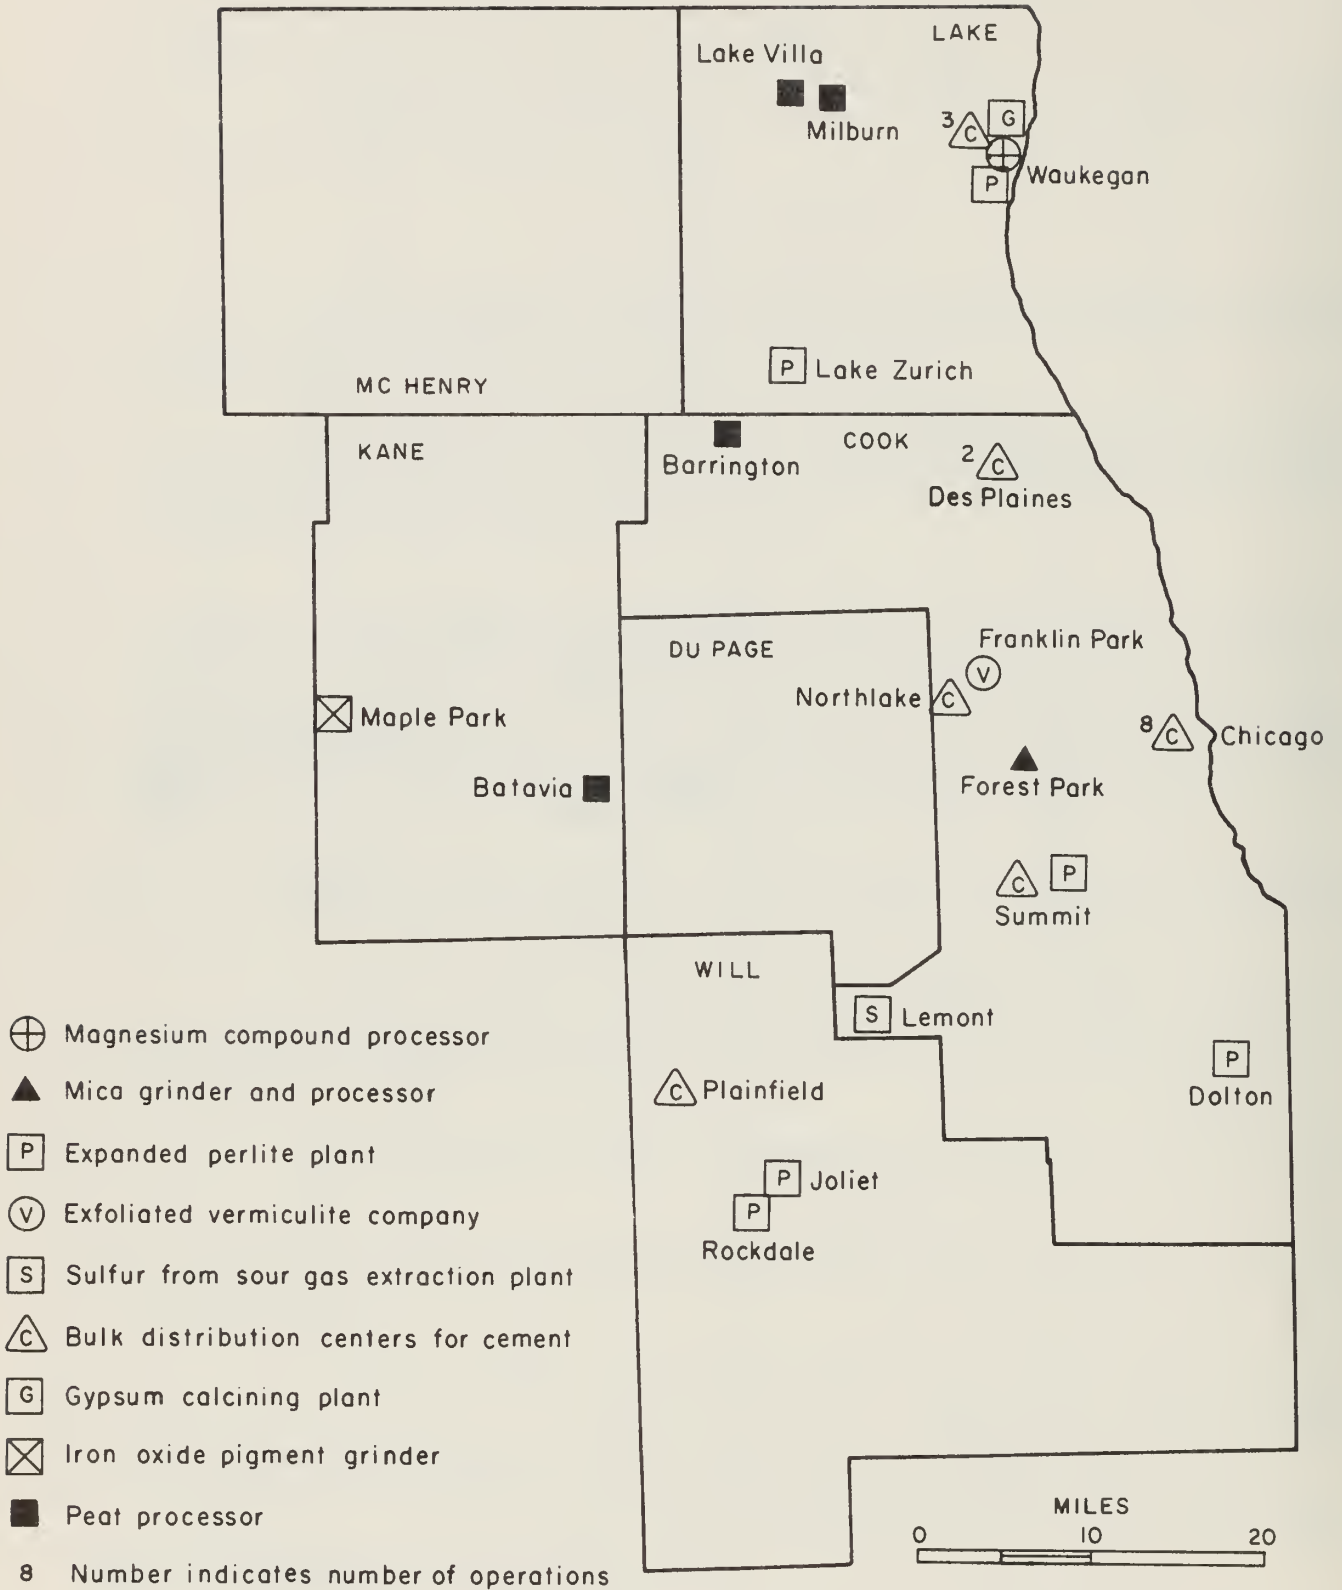 LAKE
Lake Villa
Milburn
3
C
G
P
Waukegan
P
Lake Zurich
MC HENRY
KANE
COOK
Barrington
2
C
Des Plaines
DU PAGE
Franklin Park
V
Northlake
C
Maple Park
8
C
Chicago
Batavia
Forest Park
C
P
Summit
WILL
S
Lemont
P
Dolton
C
Plainfield
P
Joliet
P
Rockdale
Magnesium compound processor
Mica grinder and processor
P Expanded perlite plant
V Exfoliated vermiculite company
S Sulfur from sour gas extraction plant
C Bulk distribution centers for cement
G Gypsum calcining plant
Iron oxide pigment grinder
Peat processor
8 Number indicates number of operations
MILES
0 10 20